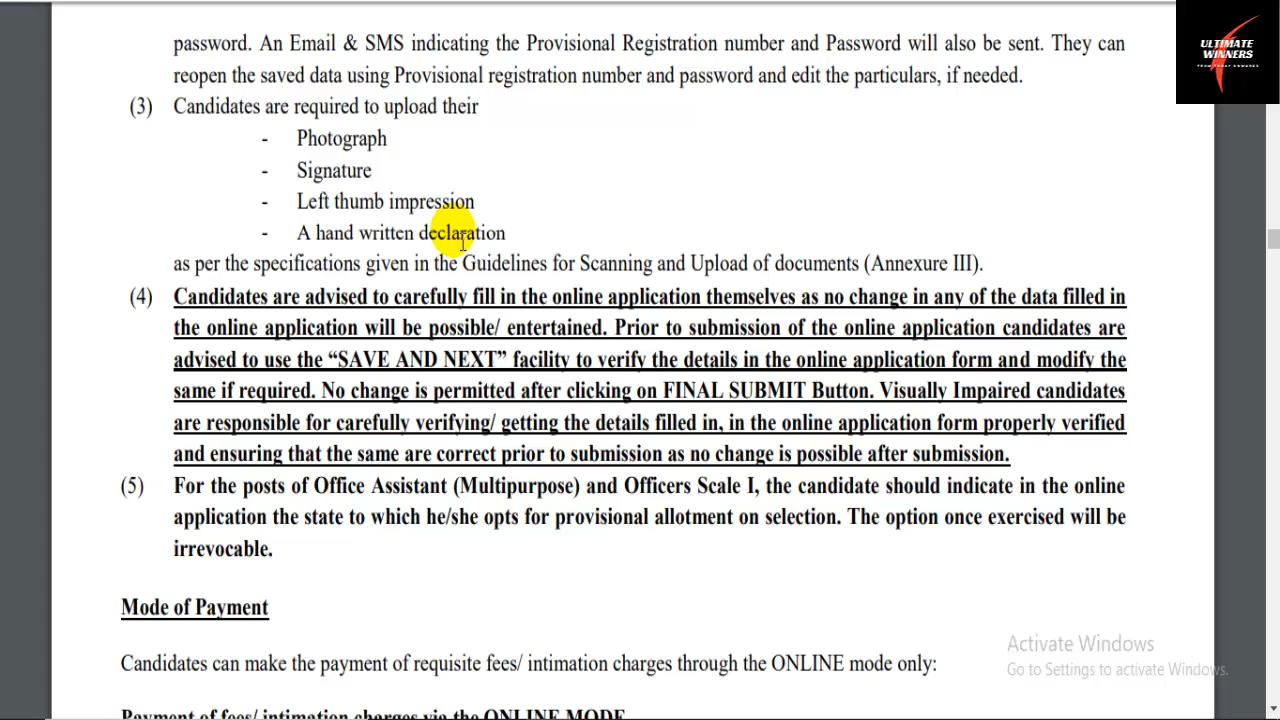 ULTIMATE
WINNERS
FROM TODAY ONWARDS
password. An Email & SMS indicating the Provisional Registration number and Password will also be sent. They can
reopen the saved data using Provisional registration number and password and edit the particulars, if needed.
(3) Candidates are required to upload their
- Photograph
- Signature
- Left thumb impression
- A hand written declaration
as per the specifications given in the Guidelines for Scanning and Upload of documents (Annexure III).
(4) Candidates are advised to carefully fill in the online application themselves as no change in any of the data filled in
the online application will be possible/ entertained. Prior to submission of the online application candidates are
advised to use the “SAVE AND NEXT” facility to verify the details in the online application form and modify the
same if required. No change is permitted after clicking on FINAL SUBMIT Button. Visually Impaired candidates
are responsible for carefully verifying/ getting the details filled in, in the online application form properly verified
and ensuring that the same are correct prior to submission as no change is possible after submission.
(5) For the posts of Office Assistant (Multipurpose) and Officers Scale I, the candidate should indicate in the online
application the state to which he/she opts for provisional allotment on selection. The option once exercised will be
irrevocable.
Mode of Payment
Candidates can make the payment of requisite fees/ intimation charges through the ONLINE mode only:
Payment of fees/ intimation charges via the ONLINE MODE
Activate Windows
Go to Settings to activate Windows.